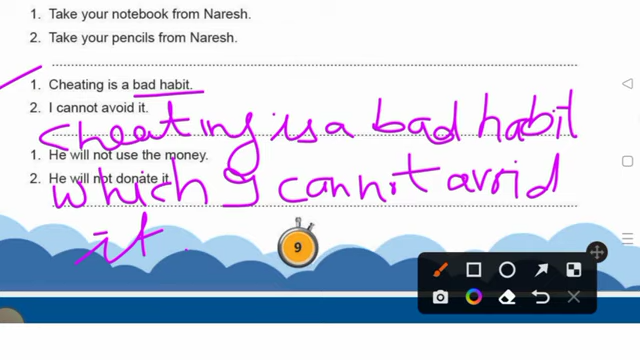 1. Take your notebook from Naresh.
2. Take your pencils from Naresh.
1. Cheating is a bad habit.
2. I cannot avoid it.
cheating is a bad habit
1. He will not use the money.
2. He will not donate it.
which I cannot avoid
it.
9